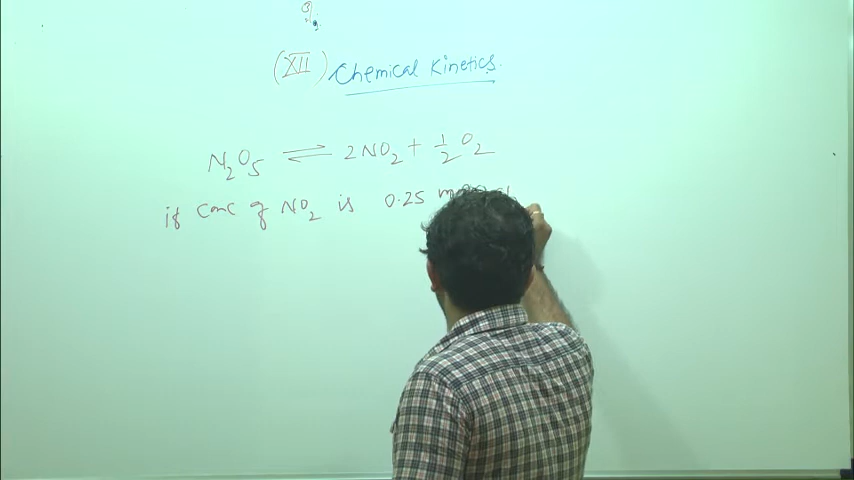 (XII) Chemical Kinetics.
N₂O₅ ⇌ 2NO₂ + 1/2 O₂
if conc of NO₂ is 0.25